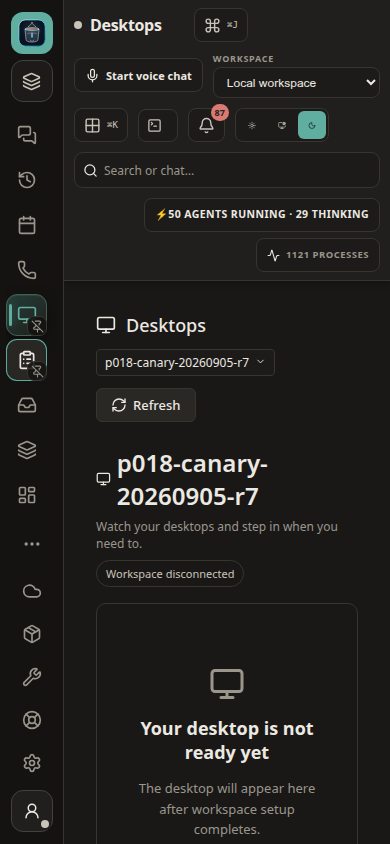 Desktops
⌘J
Start voice chat
WORKSPACE
Local workspace
⌘K
87
Search or chat...
⚡50 AGENTS RUNNING · 29 THINKING
1121 PROCESSES
Desktops
p018-canary-20260905-r7
Refresh
p018-canary-
20260905-r7
Watch your desktops and step in when you
need to.
Workspace disconnected
Your desktop is not
ready yet
The desktop will appear here
after workspace setup
completes.